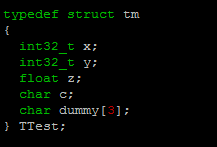 typedef struct tm
{
  int32_t x;
  int32_t y;
  float z;
  char c;
  char dummy[3];
} TTest;